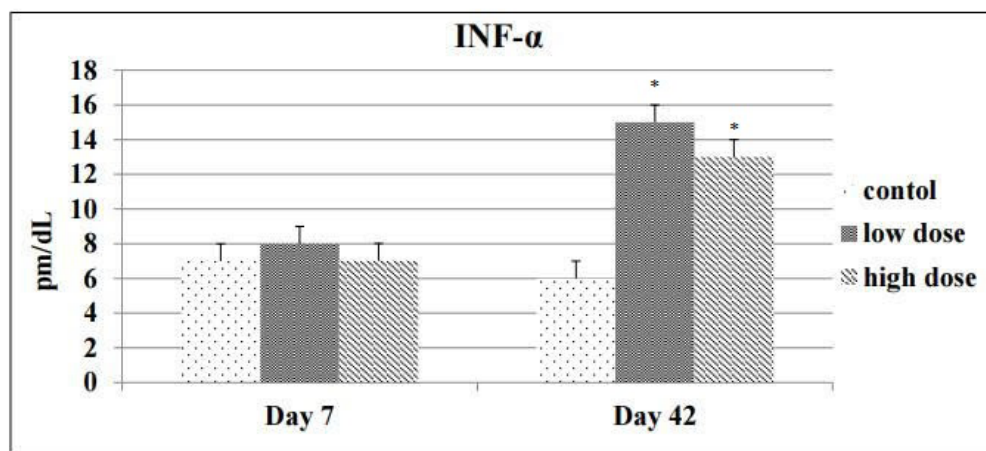 INF-α
18
16
14
12
10
8
6
4
2
0
pm/dL
*
*
Day 7
Day 42
contol
low dose
high dose